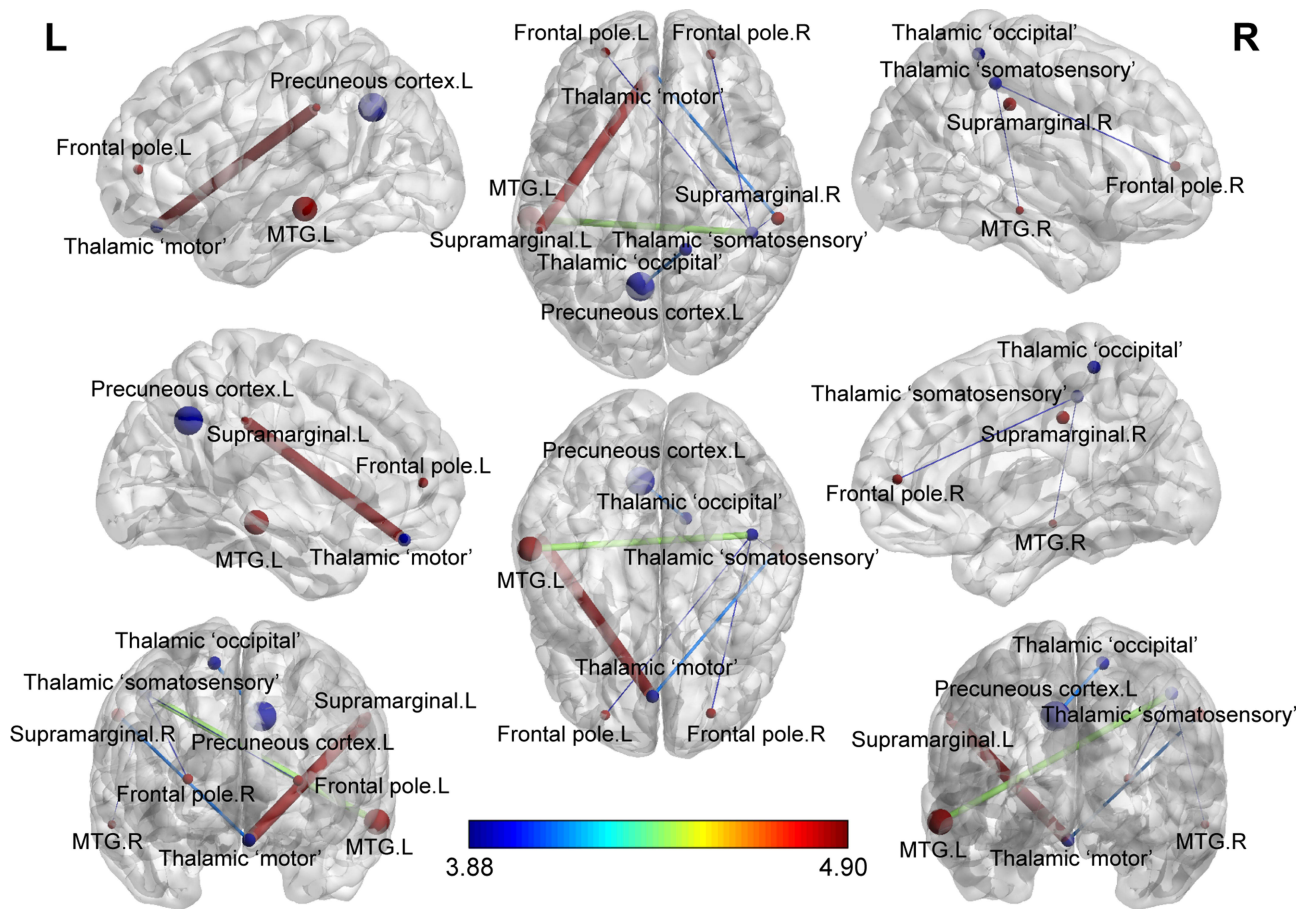 L
R
Precuneous cortex.L
Frontal pole.L
Thalamic ‘motor’
MTG.L
Frontal pole.L
Frontal pole.R
Thalamic ‘motor’
MTG.L
Supramarginal.R
Supramarginal.L
Thalamic ‘somatosensory’
Thalamic ‘occipital’
Precuneous cortex.L
Thalamic ‘occipital’
Thalamic ‘somatosensory’
Supramarginal.R
Frontal pole.R
MTG.R
Precuneous cortex.L
Supramarginal.L
Frontal pole.L
MTG.L
Thalamic ‘motor’
Precuneous cortex.L
Thalamic ‘occipital’
Thalamic ‘somatosensory’
MTG.L
Thalamic ‘motor’
Frontal pole.L
Frontal pole.R
Thalamic ‘occipital’
Thalamic ‘somatosensory’
Supramarginal.R
Frontal pole.R
MTG.R
Thalamic ‘occipital’
Thalamic ‘somatosensory’
Supramarginal.L
Supramarginal.R
Precuneous cortex.L
Frontal pole.R
Frontal pole.L
MTG.R
MTG.L
Thalamic ‘motor’
3.88
4.90
Thalamic ‘occipital’
Precuneous cortex.L
Thalamic ‘somatosensory’
Supramarginal.L
MTG.L
MTG.R
Thalamic ‘motor’